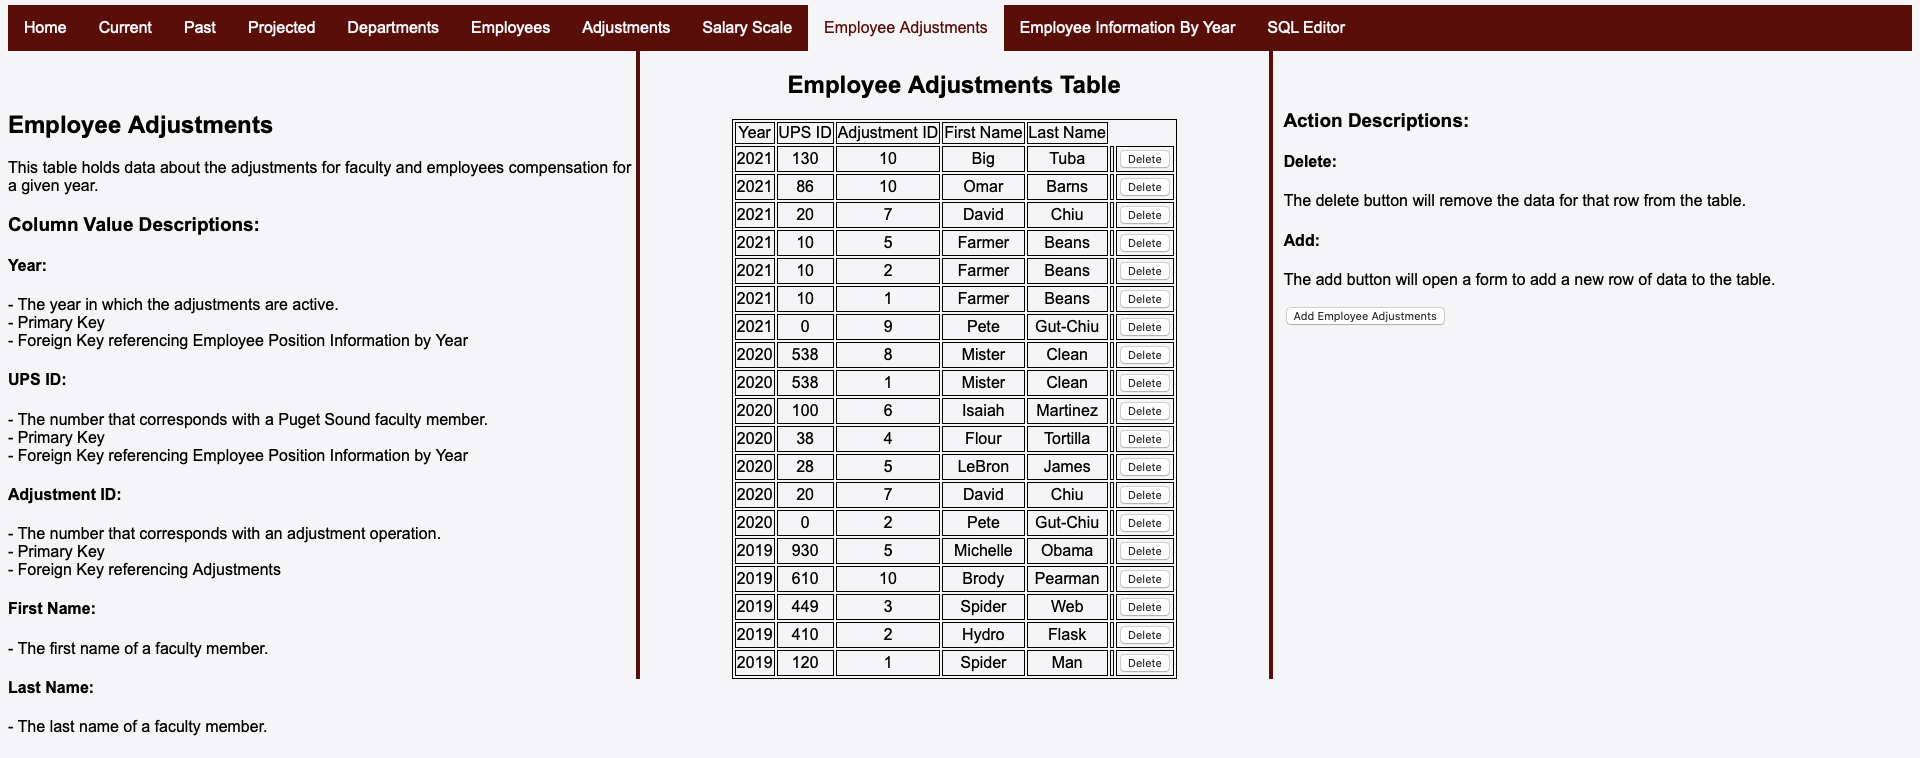 Home Current Past Projected Departments Employees Adjustments Salary Scale Employee Adjustments Employee Information By Year SQL Editor
Employee Adjustments
This table holds data about the adjustments for faculty and employees compensation for
a given year.
Column Value Descriptions:
Year:
- The year in which the adjustments are active.
- Primary Key
- Foreign Key referencing Employee Position Information by Year
UPS ID:
- The number that corresponds with a Puget Sound faculty member.
- Primary Key
- Foreign Key referencing Employee Position Information by Year
Adjustment ID:
- The number that corresponds with an adjustment operation.
- Primary Key
- Foreign Key referencing Adjustments
First Name:
- The first name of a faculty member.
Last Name:
- The last name of a faculty member.
Employee Adjustments Table
Year UPS ID Adjustment ID First Name Last Name
2021 130 10 Big Tuba Delete
2021 86 10 Omar Barns Delete
2021 20 7 David Chiu Delete
2021 10 5 Farmer Beans Delete
2021 10 2 Farmer Beans Delete
2021 10 1 Farmer Beans Delete
2021 0 9 Pete Gut-Chiu Delete
2020 538 8 Mister Clean Delete
2020 538 1 Mister Clean Delete
2020 100 6 Isaiah Martinez Delete
2020 38 4 Flour Tortilla Delete
2020 28 5 LeBron James Delete
2020 20 7 David Chiu Delete
2020 0 2 Pete Gut-Chiu Delete
2019 930 5 Michelle Obama Delete
2019 610 10 Brody Pearman Delete
2019 449 3 Spider Web Delete
2019 410 2 Hydro Flask Delete
2019 120 1 Spider Man Delete
Action Descriptions:
Delete:
The delete button will remove the data for that row from the table.
Add:
The add button will open a form to add a new row of data to the table.
Add Employee Adjustments